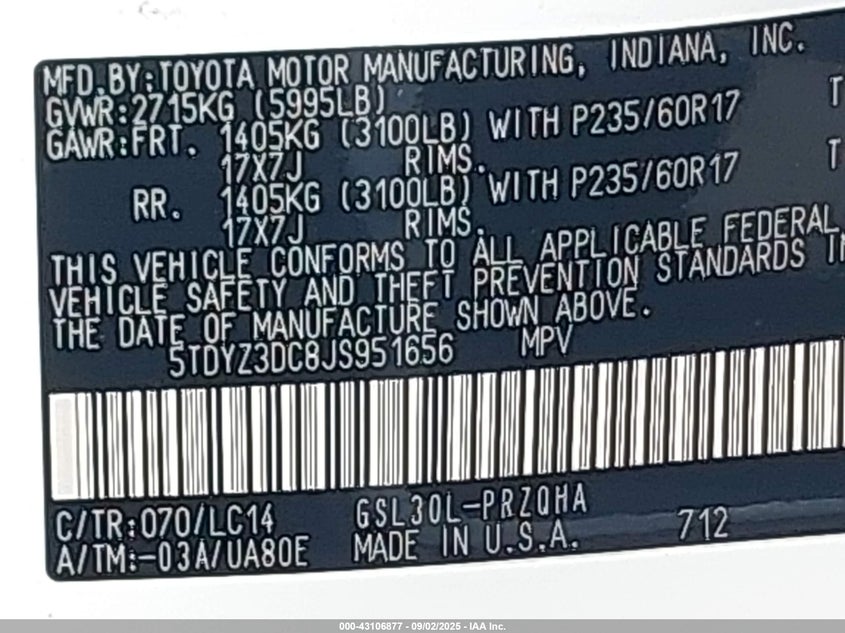 MFD.BY:TOYOTA MOTOR MANUFACTURING, INDIANA, INC.
GVWR:2715KG (5995LB)
GAWR:FRT. 1405KG (3100LB) WITH P235/60R17 T
17X7J RIMS.
RR. 1405KG (3100LB) WITH P235/60R17 T
17X7J RIMS.
THIS VEHICLE CONFORMS TO ALL APPLICABLE FEDERAL
VEHICLE SAFETY AND THEFT PREVENTION STANDARDS
THE DATE OF MANUFACTURE SHOWN ABOVE.
5TDYZ3DC8JS951656 MPV
C/TR:070/LC14 GSL30L-PRZQHA
A/TM:-03A/UA80E MADE IN U.S.A. 712
000-43106877 - 09/02/2025 - IAA Inc.